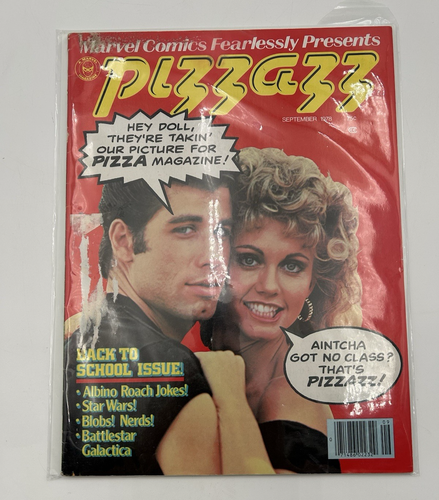 Marvel Comics Fearlessly Presents
PIZZAZZ
SEPTEMBER 1978
HEY DOLL,
THEY'RE TAKIN'
OUR PICTURE FOR
PIZZA MAGAZINE!
AINTCHA
GOT NO CLASS?
THAT'S
PIZZAZZ!
BACK TO
SCHOOL ISSUE!
• Albino Roach Jokes!
• Star Wars!
• Blobs! Nerds!
• Battlestar
Galactica